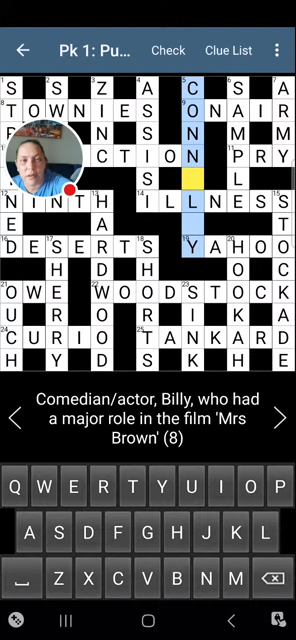 Pk 1: Pu... Check Clue List
S S Z A C S A
TOWNIES ONAIR
R I N S N M M
CTION PRY
S L
NINTH ILLNESS
E A L E T
DESERTS YAHOO
H D H O C
OWE WOODSTOCK
U R O O I K A
CURIO TANKARD
H Y D S K H E
Comedian/actor, Billy, who had
a major role in the film 'Mrs
Brown' (8)
Q W E R T Y U I O P
A S D F G H J K L
Z X C V B N M